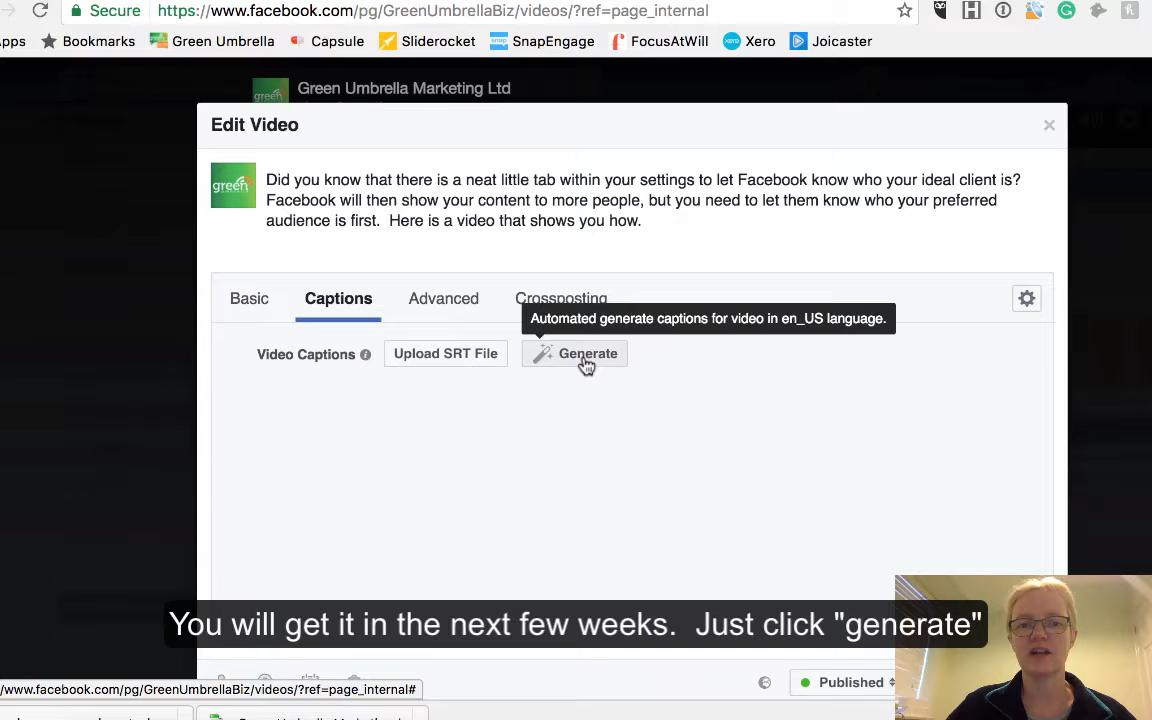 Secure https://www.facebook.com/pg/GreenUmbrellaBiz/videos/?ref=page_internal
pps Bookmarks Green Umbrella Capsule Sliderocket SnapEngage FocusAtWill Xero Joicaster
green Green Umbrella Marketing Ltd
Edit Video
green
Did you know that there is a neat little tab within your settings to let Facebook know who your ideal client is?
Facebook will then show your content to more people, but you need to let them know who your preferred
audience is first. Here is a video that shows you how.
Basic Captions Advanced Crossposting
Automated generate captions for video in en_US language.
Video Captions Upload SRT File Generate
You will get it in the next few weeks. Just click "generate"
/www.facebook.com/pg/GreenUmbrellaBiz/videos/?ref=page_internal#
Published